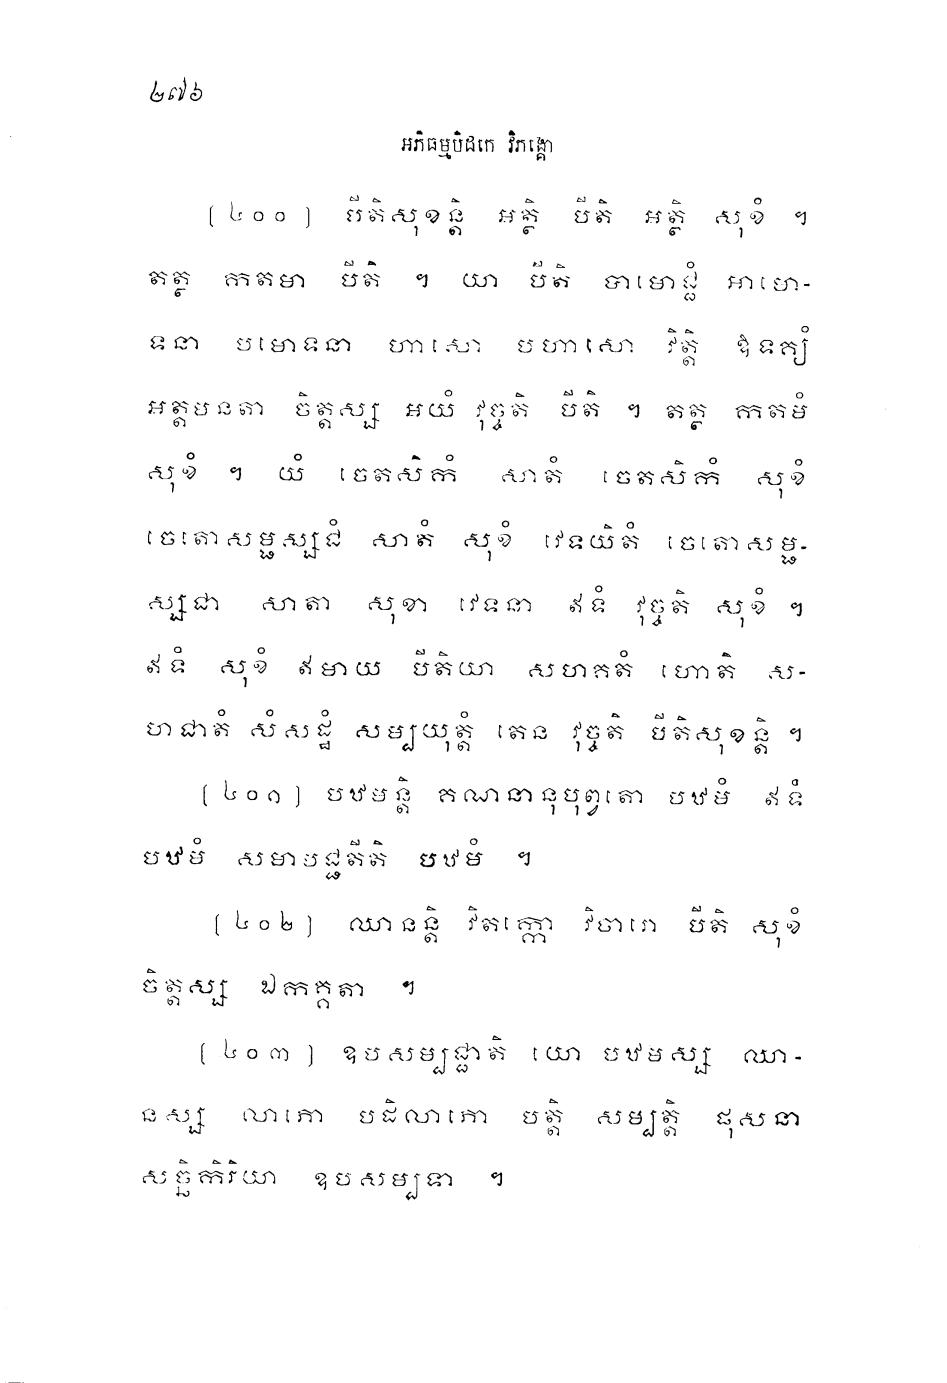 ២៧៦
អភិធម្មបិដកេ វិភង្គោ
[៤០០] បីតិសុខន្តិ អត្ថិ បីតិ អត្ថិ សុខំ ។
តត្ថ កតមា បីតិ ។ យា បីតិ បាមោជ្ជំ អាមោ-
ទនា បមោទនា ហាសោ បហាសោ វិត្តិ ឱទគ្យំ
អត្តមនតា ចិត្តស្ស អយំ វុច្ចតិ បីតិ ។ តត្ថ កតមំ
សុខំ ។ យំ ចេតសិកំ សាតំ ចេតសិកំ សុខំ
ចេតោសម្ផស្សជំ សាតំ សុខំ វេទយិតំ ចេតោសម្ផ-
ស្សជា សាតា សុខា វេទនា ឥទំ វុច្ចតិ សុខំ ។
ឥទំ សុខំ ឥមាយ បីតិយា សហគតំ ហោតិ ស-
ហជាតំ សំសដ្ឋំ សម្បយុត្តំ តេន វុច្ចតិ បីតិសុខន្តិ ។
[៤០១] បឋមន្តិ គណនានុបុព្វតោ បឋមំ ឥទំ
បឋមំ សមាបជ្ជតីតិ បឋមំ ។
[៤០២] ឈានន្តិ វិតក្កោ វិចារោ បីតិ សុខំ
ចិត្តស្ស ឯកគ្គតា ។
[៤០៣] ឧបសម្បជ្ជាតិ យោ បឋមស្ស ឈា-
នស្ស លាភោ បដិលាភោ បត្តិ សម្បត្តិ ផុសនា
សច្ឆិកិរិយា ឧបសម្បទា ។